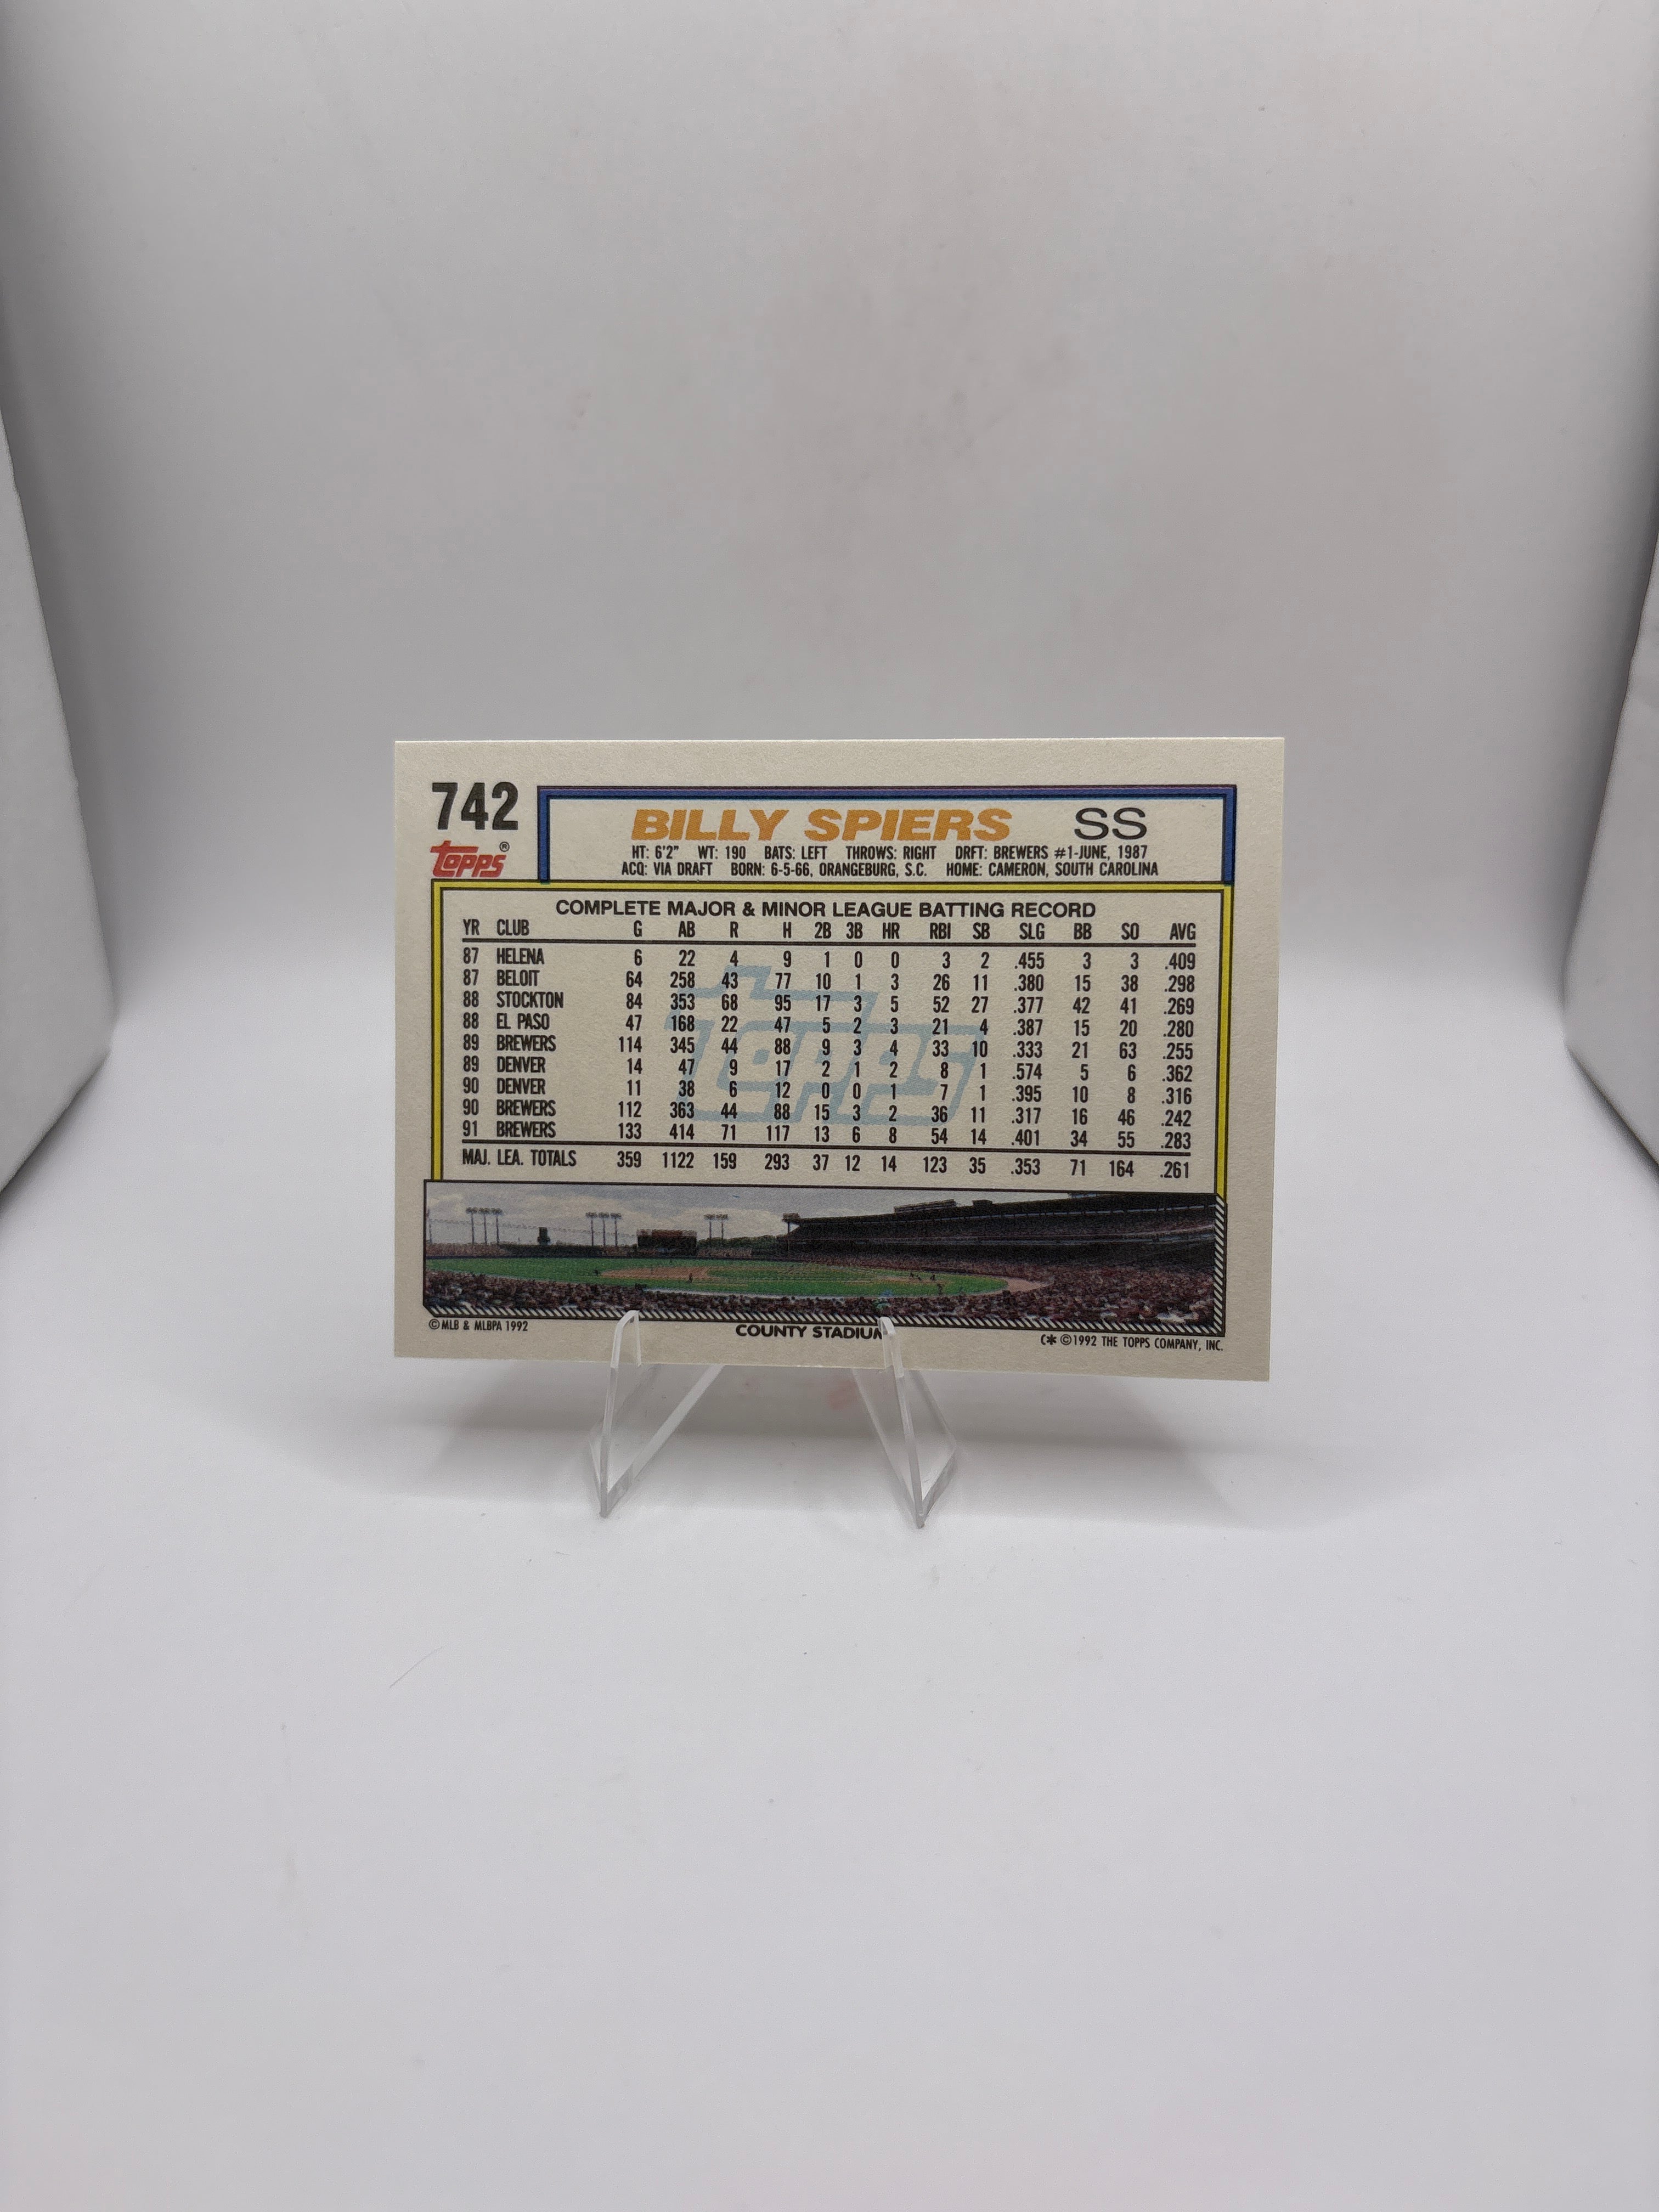 742
Topps®
BILLY SPIERS SS
HT: 6'2" WT: 190 BATS: LEFT THROWS: RIGHT DRFT: BREWERS #1-JUNE, 1987
ACQ: VIA DRAFT BORN: 6-5-66, ORANGEBURG, S.C. HOME: CAMERON, SOUTH CAROLINA
COMPLETE MAJOR & MINOR LEAGUE BATTING RECORD
YR CLUB G AB R H 2B 3B HR RBI SB SLG BB SO AVG
87 HELENA 6 22 4 9 1 0 0 3 2 .455 3 3 .409
87 BELOIT 64 258 43 77 10 1 3 26 11 .380 15 38 .298
88 STOCKTON 84 353 68 95 17 3 5 52 27 .377 42 41 .269
88 EL PASO 47 168 22 47 5 2 3 21 4 .387 15 20 .280
89 BREWERS 114 345 44 88 9 3 4 33 10 .333 21 63 .255
89 DENVER 14 47 9 17 2 1 2 8 1 .574 5 6 .362
90 DENVER 11 38 6 12 0 0 1 7 1 .395 10 8 .316
90 BREWERS 112 363 44 88 15 3 2 36 11 .317 16 46 .242
91 BREWERS 133 414 71 117 13 6 8 54 14 .401 34 55 .283
MAJ. LEA. TOTALS 359 1122 159 293 37 12 14 123 35 .353 71 164 .261
Topps
© MLB & MLBPA 1992
COUNTY STADIUM
C* © 1992 THE TOPPS COMPANY, INC.